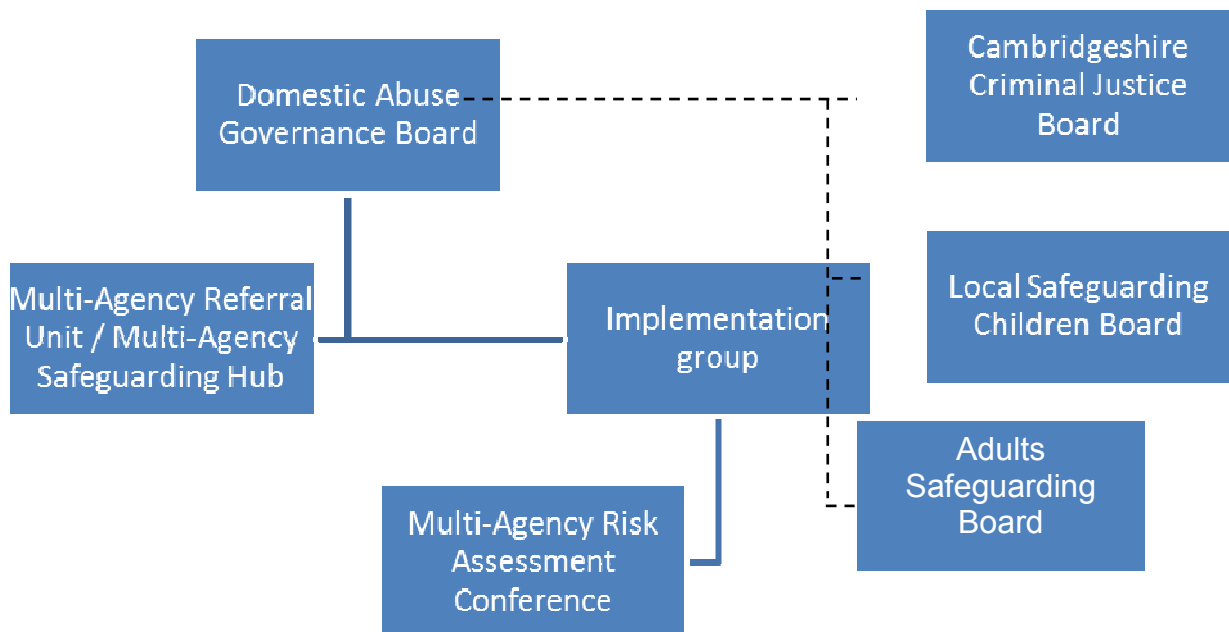 Domestic Abuse
Governance Board
Cambridgeshire
Criminal Justice
Board
Multi-Agency Referral
Unit / Multi-Agency
Safeguarding Hub
Implementation
group
Local Safeguarding
Children Board
Multi-Agency Risk
Assessment
Conference
Adults
Safeguarding
Board